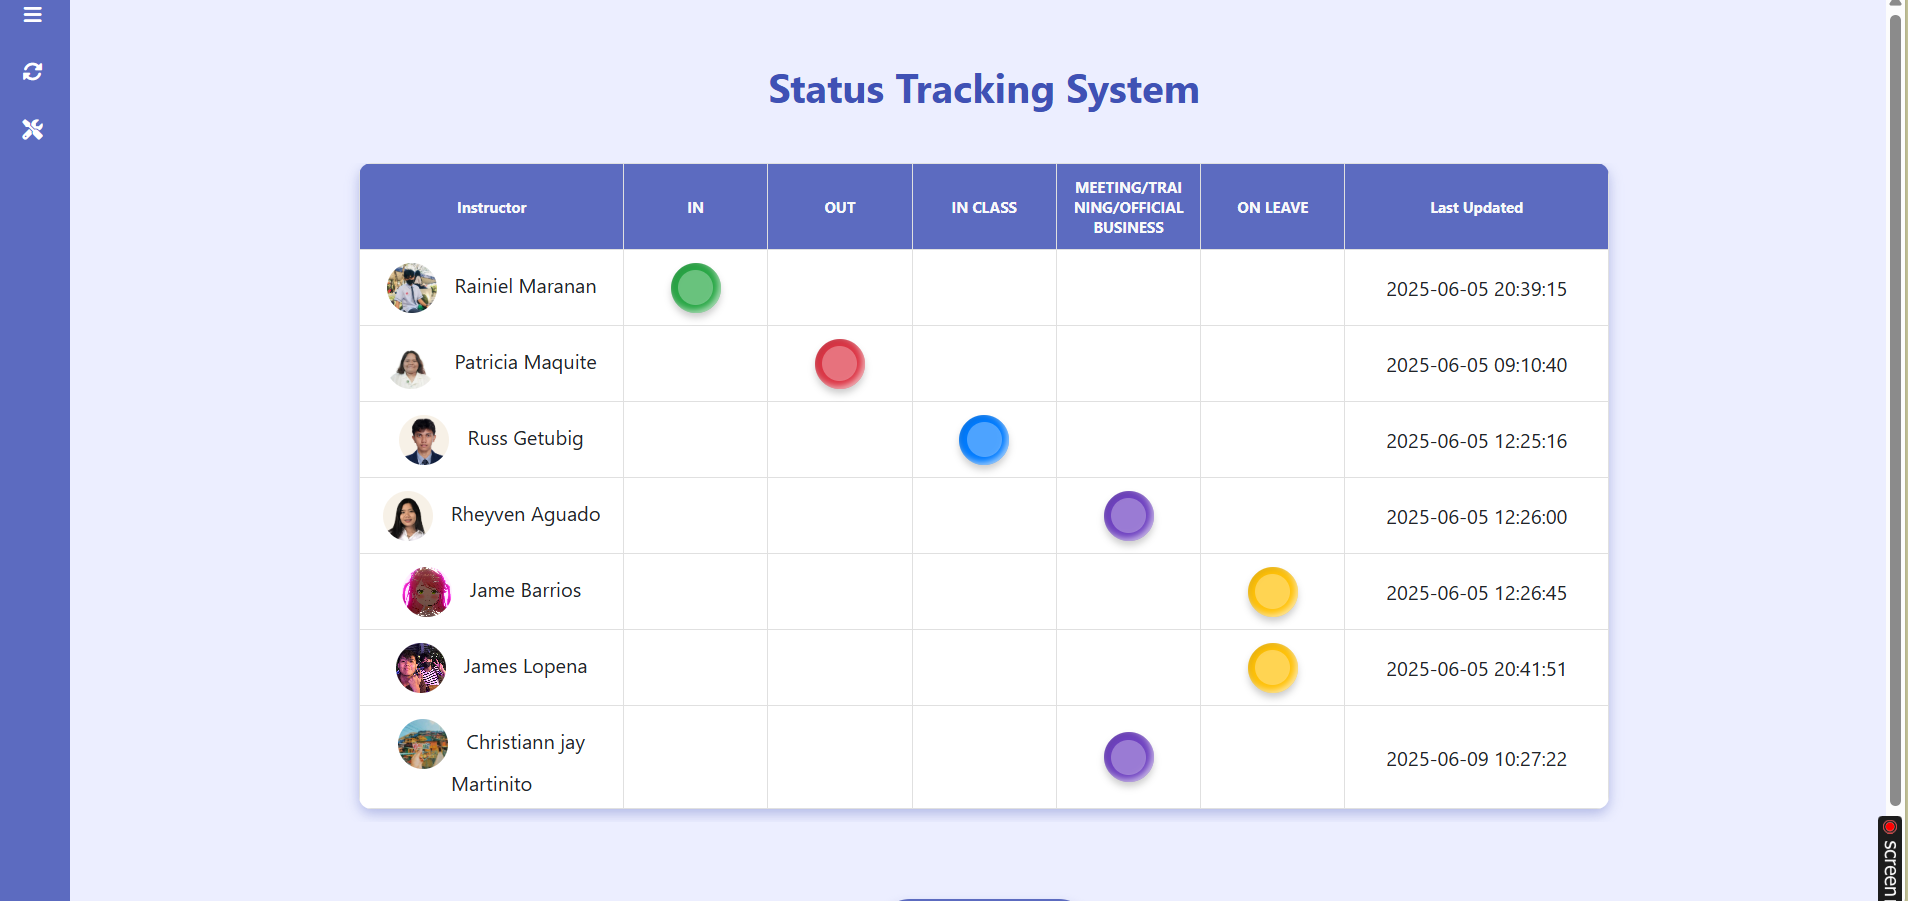 Status Tracking System
Instructor
IN
OUT
IN CLASS
MEETING/TRAI
NING/OFFICIAL
BUSINESS
ON LEAVE
Last Updated
Rainiel Maranan
2025-06-05 20:39:15
Patricia Maquite
2025-06-05 09:10:40
Russ Getubig
2025-06-05 12:25:16
Rheyven Aguado
2025-06-05 12:26:00
Jame Barrios
2025-06-05 12:26:45
James Lopena
2025-06-05 20:41:51
Christiann jay
Martinito
2025-06-09 10:27:22
screen